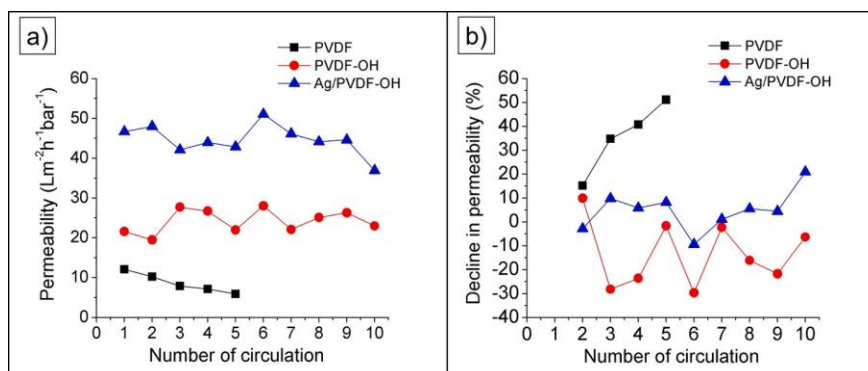 a)
PVDF
PVDF-OH
Ag/PVDF-OH
60
50
40
30
20
10
0
Permeability (Lm⁻²h⁻¹bar⁻¹)
0 1 2 3 4 5 6 7 8 9 10
Number of circulation
b)
PVDF
PVDF-OH
Ag/PVDF-OH
60
50
40
30
20
10
0
-10
-20
-30
-40
Decline in permeability (%)
0 1 2 3 4 5 6 7 8 9 10
Number of circulation